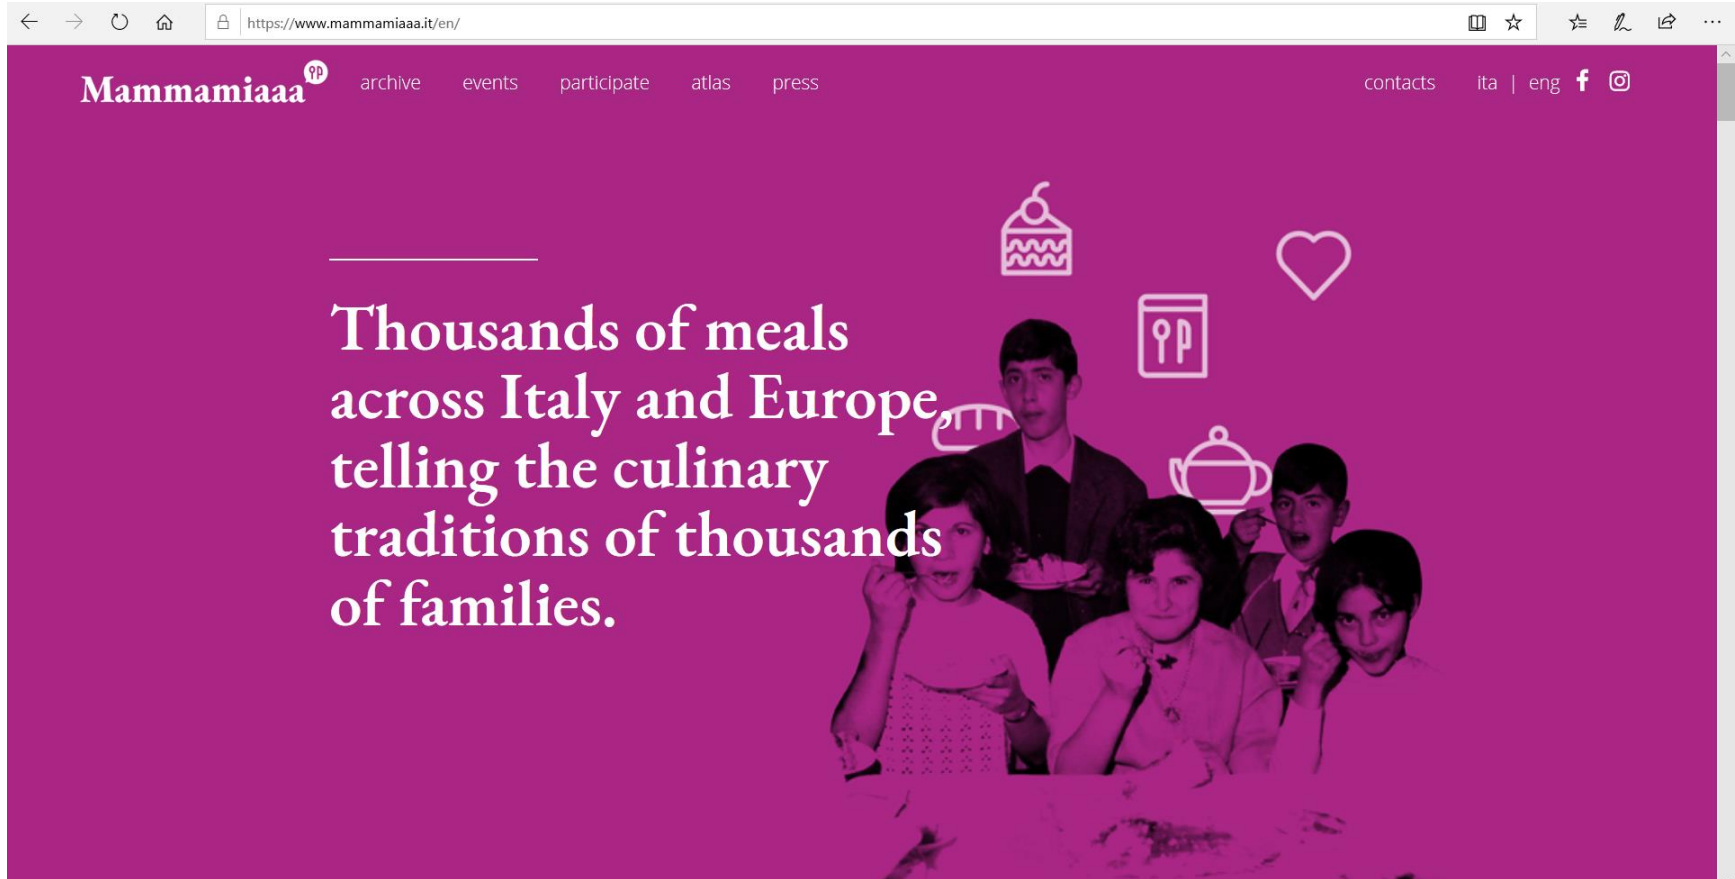 https://www.mammamiaaa.it/en/
Mammamiaaa archive events participate atlas press contacts ita | eng
Thousands of meals
across Italy and Europe,
telling the culinary
traditions of thousands
of families.